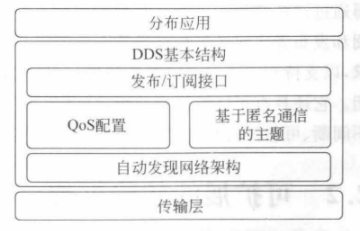 分布应用
DDS基本结构
发布/订阅接口
QoS配置
基于匿名通信
的主题
自动发现网络架构
传输层